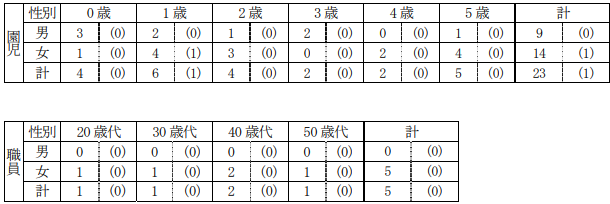 園児 性別 0歳 1歳 2歳 3歳 4歳 5歳 計
男 3 (0) 2 (0) 1 (0) 2 (0) 0 (0) 1 (0) 9 (0)
女 1 (0) 4 (1) 3 (0) 0 (0) 2 (0) 4 (0) 14 (1)
計 4 (0) 6 (1) 4 (0) 2 (0) 2 (0) 5 (0) 23 (1)
職員 性別 20歳代 30歳代 40歳代 50歳代 計
男 0 (0) 0 (0) 0 (0) 0 (0) 0 (0)
女 1 (0) 1 (0) 2 (0) 1 (0) 5 (0)
計 1 (0) 1 (0) 2 (0) 1 (0) 5 (0)